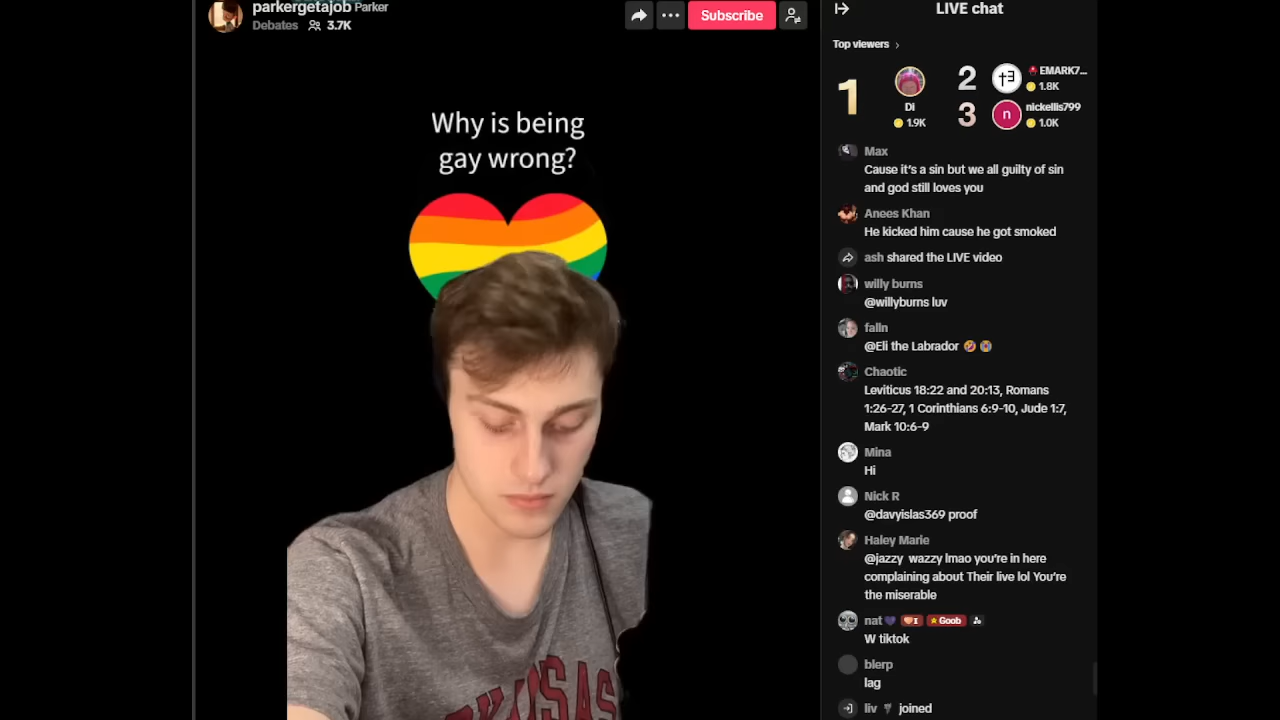 parkergetajob Parker
Debates 3.7K
Subscribe
LIVE chat
Top viewers
1
Di
1.9K
2
EMARK7...
1.8K
3
n
nickellis799
1.0K
Why is being
gay wrong?
Max
Cause it's a sin but we all guilty of sin
and god still loves you
Anees Khan
He kicked him cause he got smoked
ash shared the LIVE video
willy burns
@willyburns luv
falln
@Eli the Labrador 🤣
Chaotic
Leviticus 18:22 and 20:13, Romans
1:26-27, 1 Corinthians 6:9-10, Jude 1:7,
Mark 10:6-9
Mina
Hi
Nick R
@davyislas369 proof
Haley Marie
@jazzy wazzy lmao you're in here
complaining about Their live lol You're
the miserable
nat💜 I Goob
W tiktok
blerp
lag
liv joined